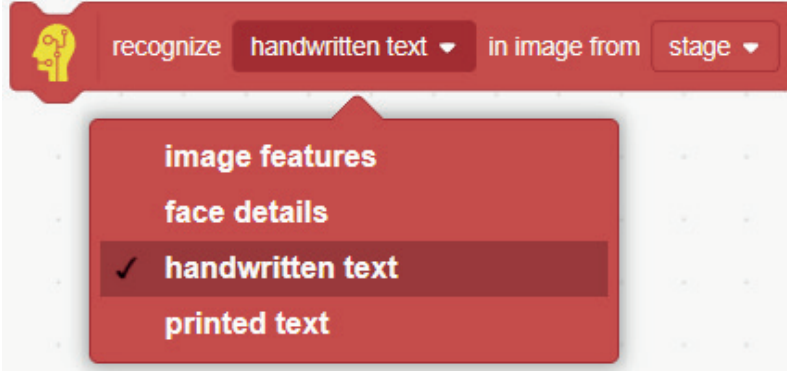 recognize handwritten text in image from stage
image features
face details
handwritten text
printed text